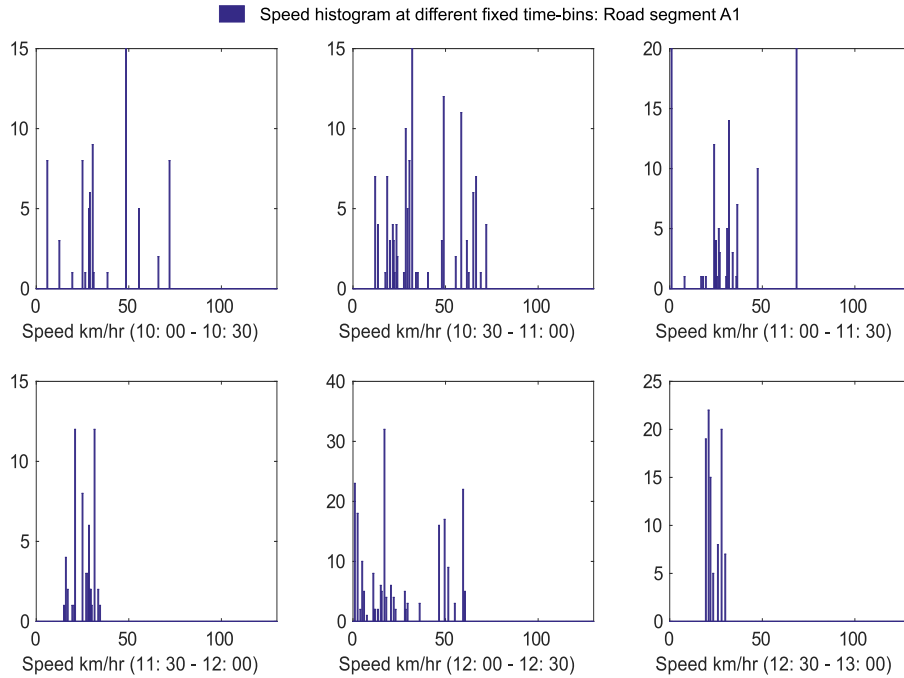 Speed histogram at different fixed time-bins: Road segment A1
15
10
5
0
0 50 100
Speed km/hr (10: 00 - 10: 30)
15
10
5
0
0 50 100
Speed km/hr (10: 30 - 11: 00)
20
15
10
5
0
0 50 100
Speed km/hr (11: 00 - 11: 30)
15
10
5
0
0 50 100
Speed km/hr (11: 30 - 12: 00)
40
30
20
10
0
0 50 100
Speed km/hr (12: 00 - 12: 30)
25
20
15
10
5
0
0 50 100
Speed km/hr (12: 30 - 13: 00)